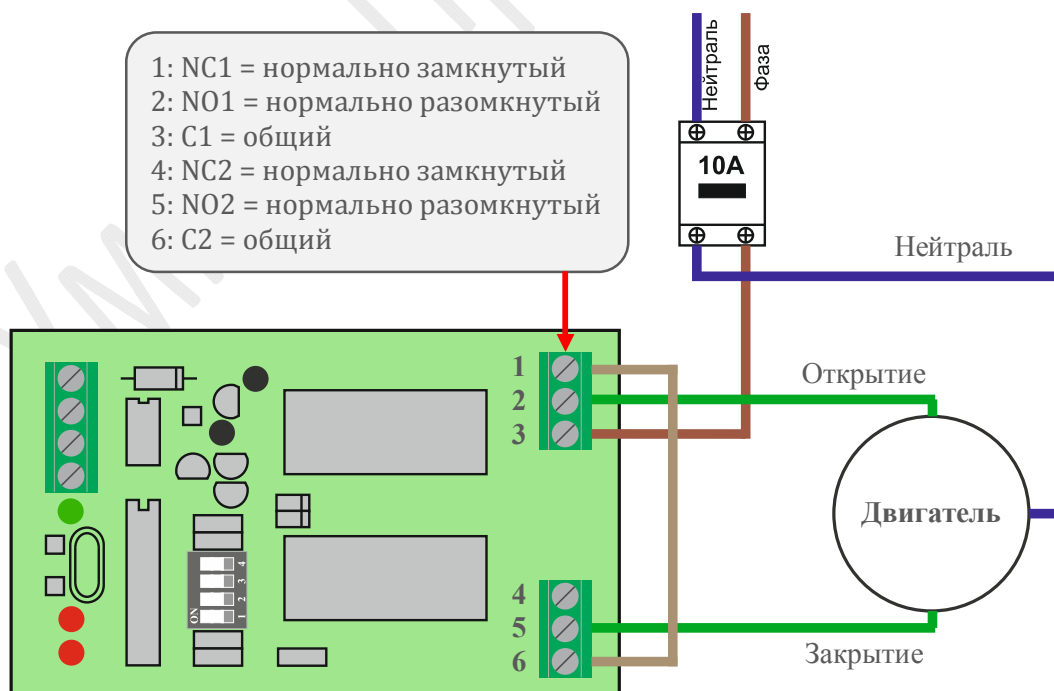 1: NC1 = нормально замкнутый
2: NO1 = нормально разомкнутый
3: C1 = общий
4: NC2 = нормально замкнутый
5: NO2 = нормально разомкнутый
6: C2 = общий
Нейтраль
Фаза
10A
Нейтраль
1
2
3
Открытие
Двигатель
4
5
6
Закрытие
ON
1
2
3
4